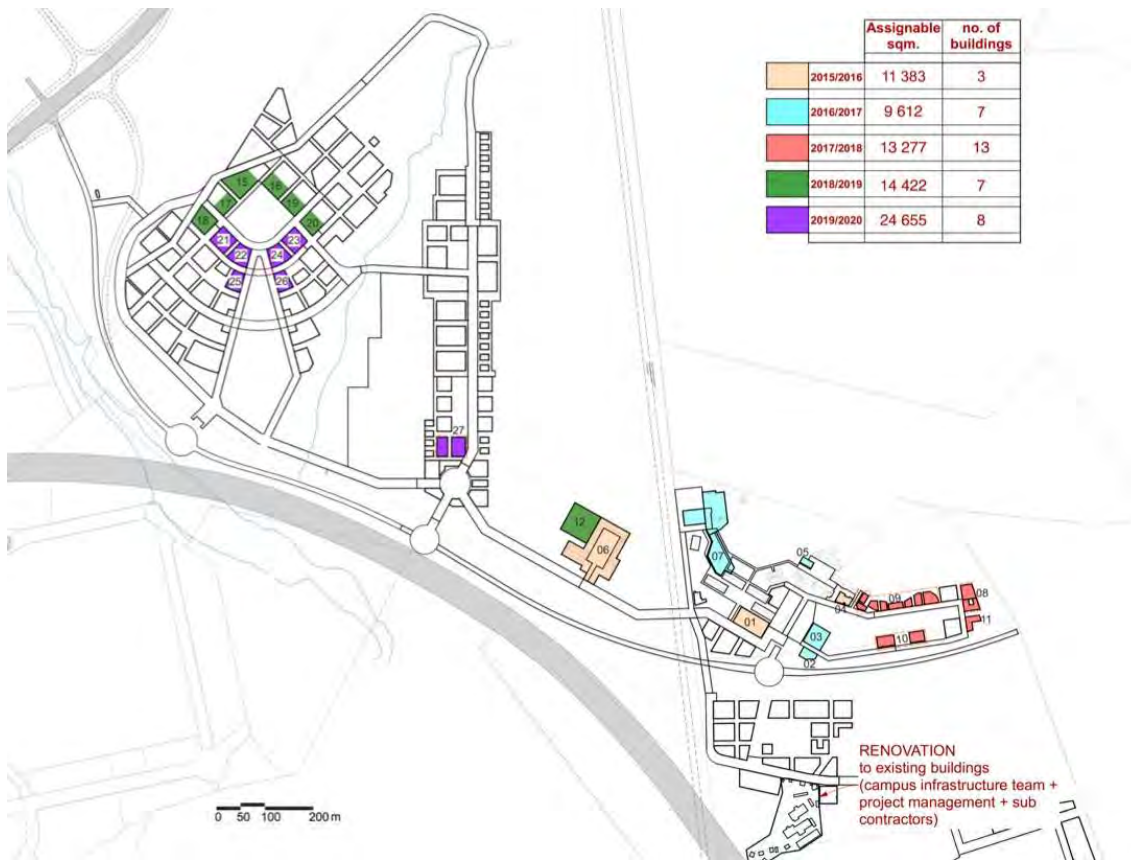 Assignable sqm. no. of buildings
2015/2016 11 383 3
2016/2017 9 612 7
2017/2018 13 277 13
2018/2019 14 422 7
2019/2020 24 655 8
15
16
17
19
18
20
21
23
22
24
25
26
27
12
06
07
05
04
09
08
01
03
10
11
02
RENOVATION
to existing buildings
(campus infrastructure team +
project management + sub
contractors)
0 50 100 200 m